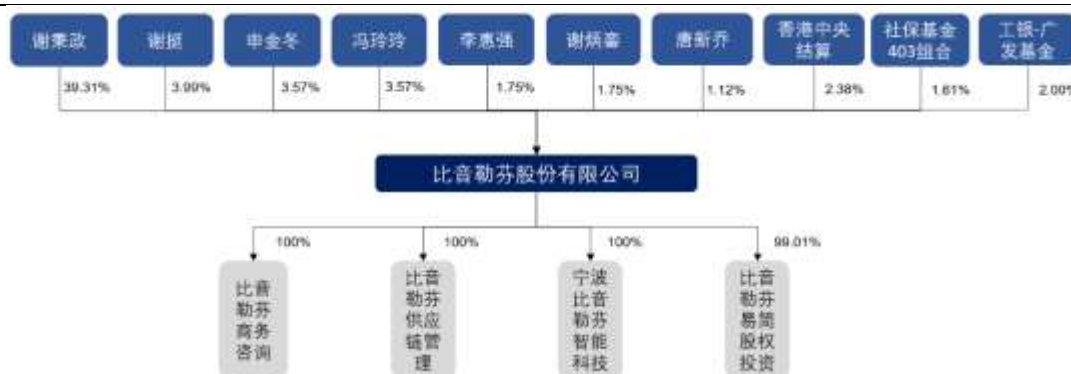 谢秉政
谢挺
申金冬
冯玲玲
李惠强
谢炳銮
唐新乔
香港中央
结算
社保基金
403组合
工银-广
发基金
39.31%
3.99%
3.57%
3.57%
1.75%
1.75%
1.12%
2.38%
1.61%
2.00%
比音勒芬股份有限公司
100%
100%
100%
99.01%
比音
勒芬
商务
咨询
比音
勒芬
供应
链管
理
宁波
比音
勒芬
智能
科技
比音
勒芬
易简
股权
投资